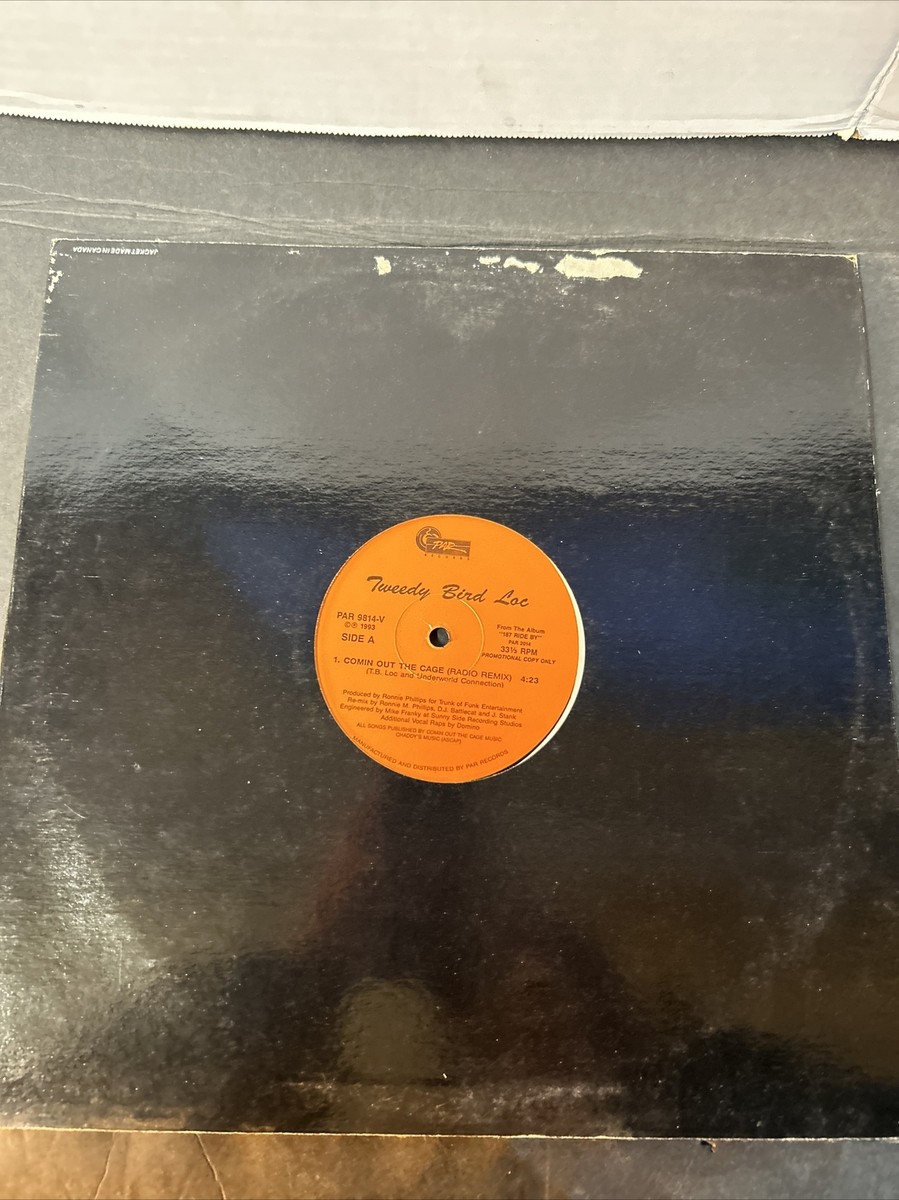 JACKET MADE IN CANADA
PAR
RECORDS
Tweedy Bird Loc
PAR 9814-V
©℗ 1993
SIDE A
From The Album
"187 RIDE BY"
PAR 2014
33⅓ RPM
PROMOTIONAL COPY ONLY
1. COMIN OUT THE CAGE (RADIO REMIX) 4:23
(T.B. Loc and Underworld Connection)
Produced by Ronnie Phillips for Trunk of Funk Entertainment
Re-mix by Ronnie M. Phillips, D.J. Battlecat and J. Stank
Engineered by Mike Franky at Sunny Side Recording Studios
Additional Vocal Raps by Domino
ALL SONGS PUBLISHED BY COMIN OUT THE CAGE MUSIC
CHADDY S MUSIC (ASCAP)
MANUFACTURED AND DISTRIBUTED BY PAR RECORDS